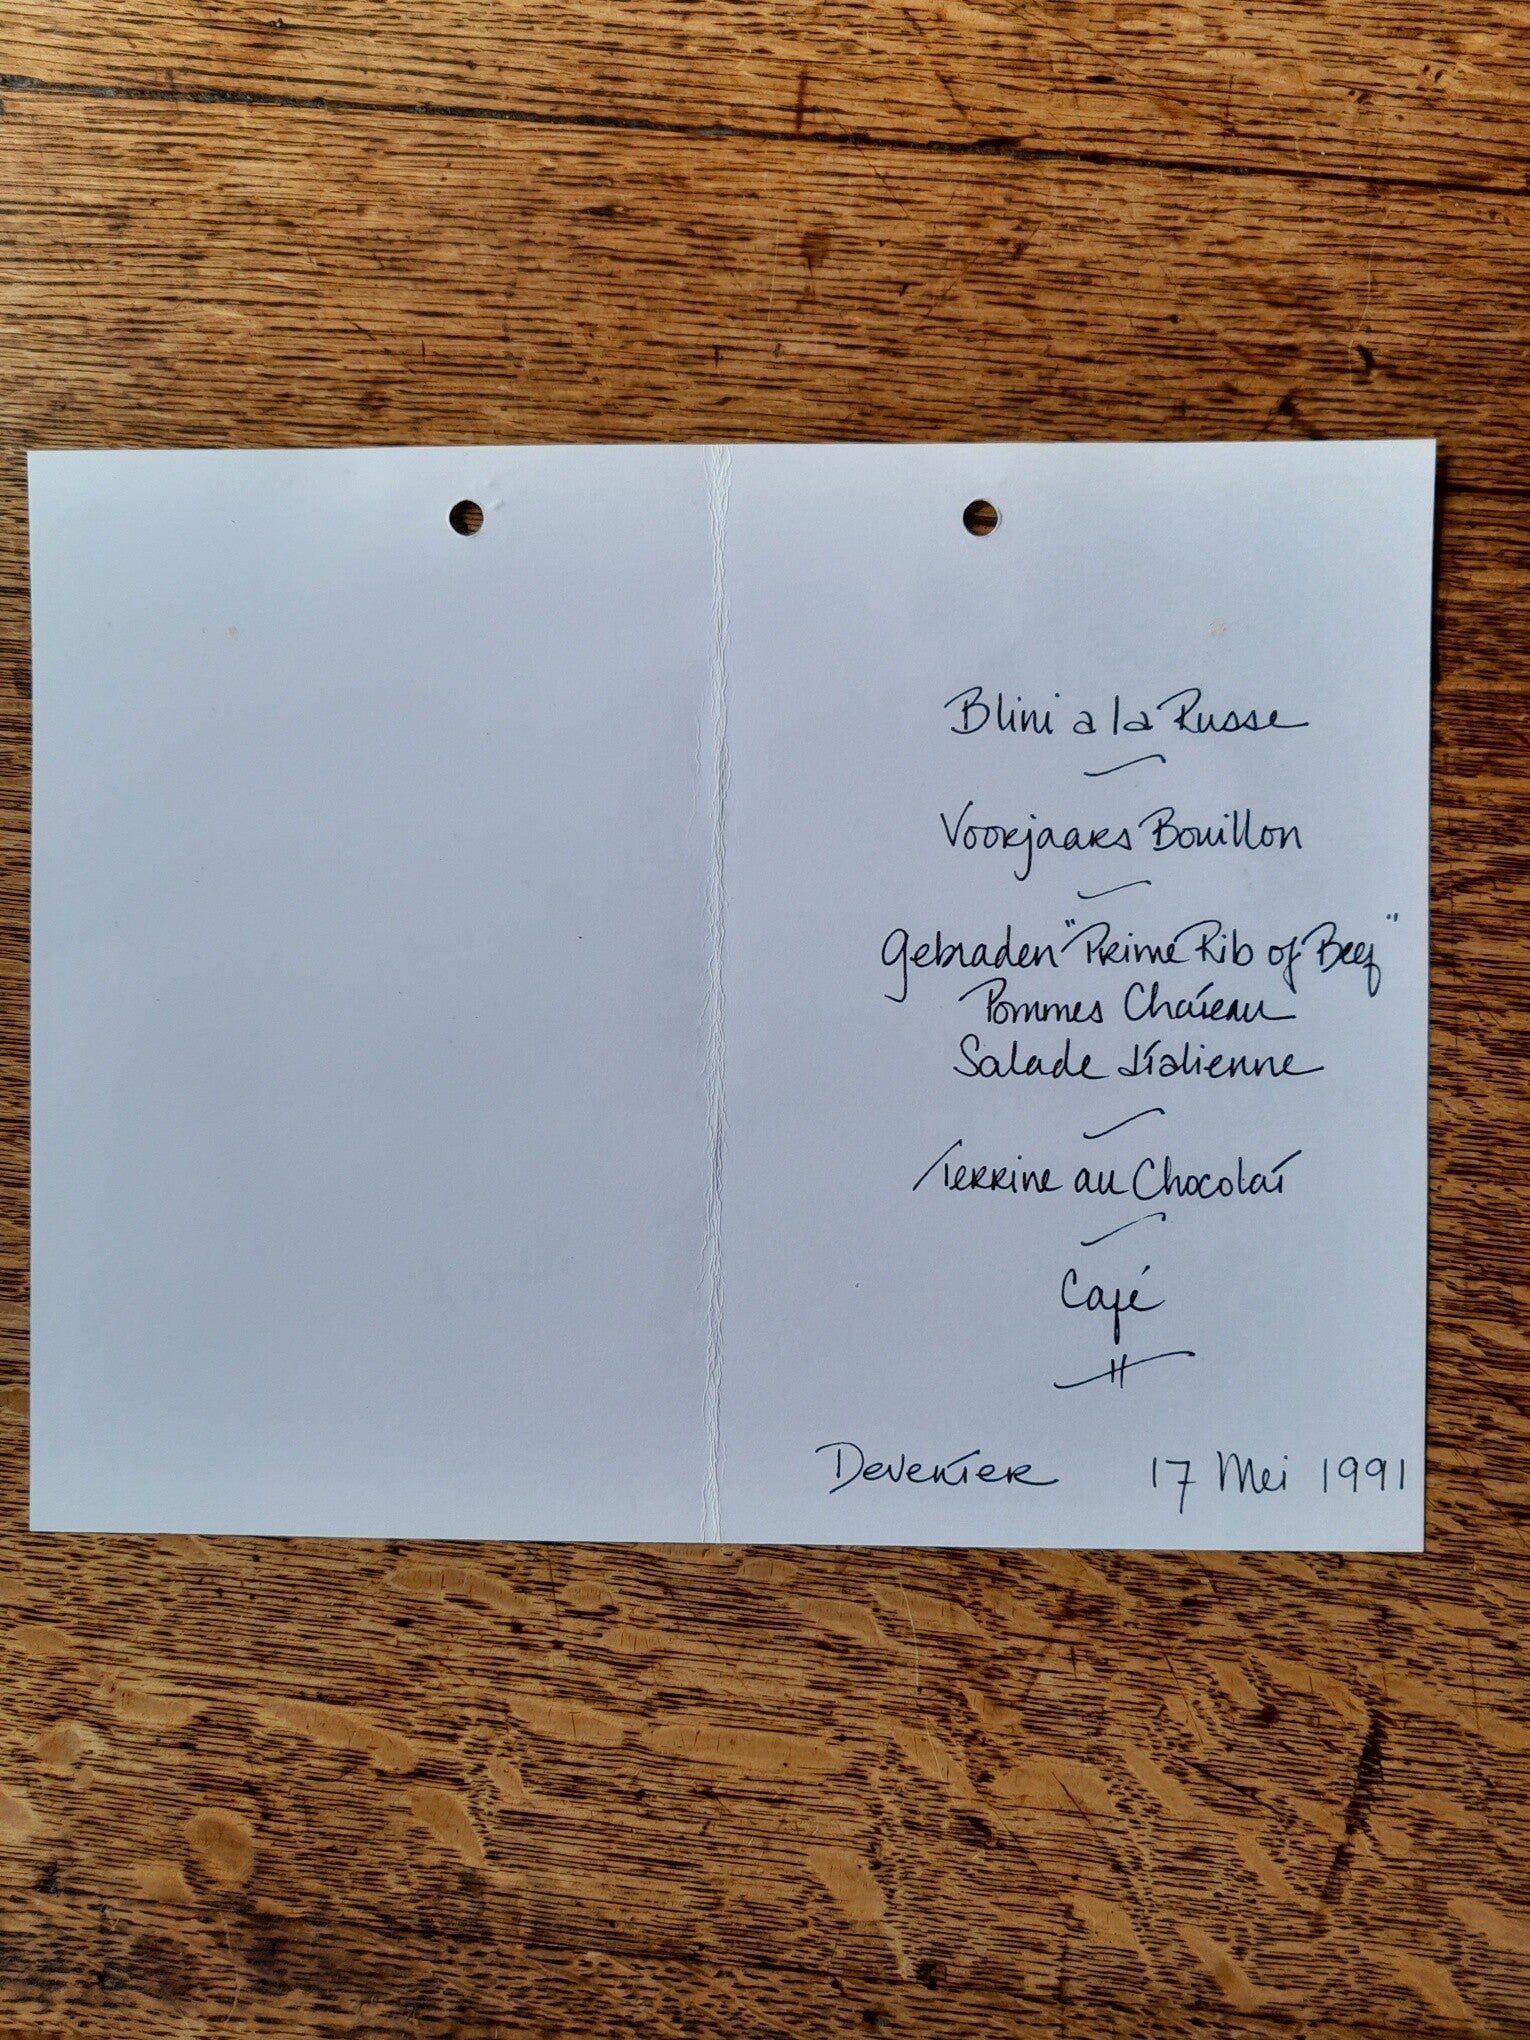 Blini a la Russe
Voorjaars Bouillon
Gebraden "Prime Rib of Beef"
Pommes Chateau
Salade d'Italienne
Terrine au Chocolat
Café
Deventer 17 Mei 1991